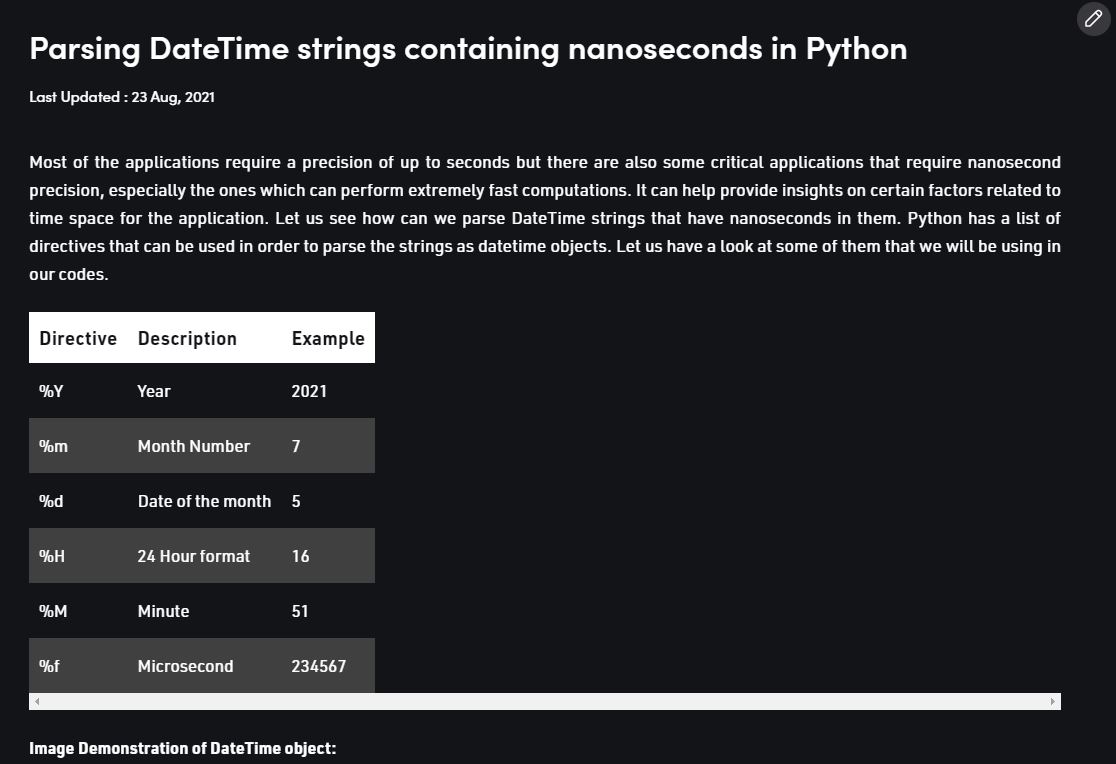 Parsing DateTime strings containing nanoseconds in Python
Last Updated : 23 Aug, 2021
Most of the applications require a precision of up to seconds but there are also some critical applications that require nanosecond
precision, especially the ones which can perform extremely fast computations. It can help provide insights on certain factors related to
time space for the application. Let us see how can we parse DateTime strings that have nanoseconds in them. Python has a list of
directives that can be used in order to parse the strings as datetime objects. Let us have a look at some of them that we will be using in
our codes.
Directive Description Example
%Y Year 2021
%m Month Number 7
%d Date of the month 5
%H 24 Hour format 16
%M Minute 51
%f Microsecond 234567
Image Demonstration of DateTime object: